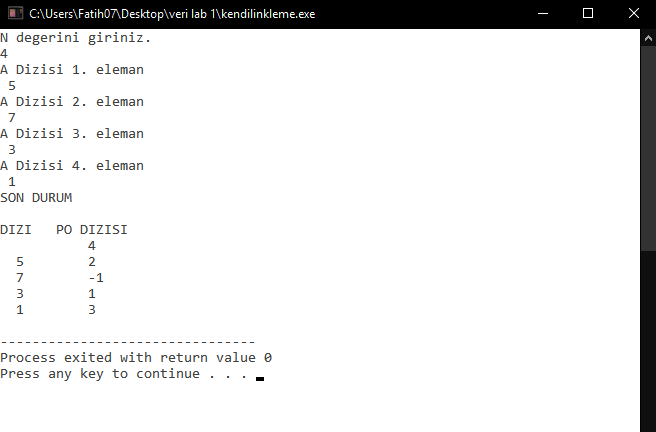 C:\Users\Fatih07\Desktop\veri lab 1\kendilinkleme.exe
N degerini giriniz.
4
A Dizisi 1. eleman
5
A Dizisi 2. eleman
7
A Dizisi 3. eleman
3
A Dizisi 4. eleman
1
SON DURUM
DIZI PO DIZISI
4
5 2
7 -1
3 1
1 3
--------------------------------
Process exited with return value 0
Press any key to continue . . .